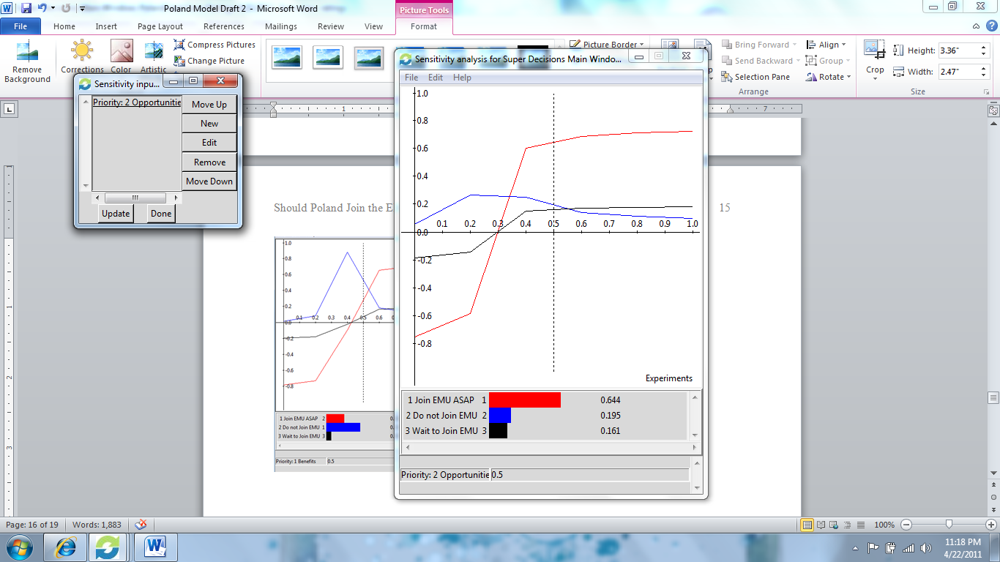 Poland Model Draft 2 - Microsoft Word
Picture Tools
File Home Insert Page Layout References Mailings Review View Format
Remove Background
Corrections
Color
Artistic
Compress Pictures
Change Picture
Picture Border
Bring Forward
Send Backward
Selection Pane
Align
Group
Rotate
Arrange
Crop
Height: 3.36"
Width: 2.47"
Size
Sensitivity inpu...
Priority: 2 Opportunitie
Move Up
New
Edit
Remove
Move Down
Update Done
1 7
1
2
3
Should Poland Join the E
15
1.0
0.8
0.6
0.4
0.2
0.1 0.2 0.3 0.4 0.5 0.6
0.0
-0.2
-0.4
-0.6
-0.8
1 Join EMU ASAP 2
2 Do not Join EMU 1
3 Wait to Join EMU 3
Priority: 1 Benefits 0.5
Sensitivity analysis for Super Decisions Main Windo...
File Edit Help
1.0
0.8
0.6
0.4
0.2
0.1 0.2 0.3 0.4 0.5 0.6 0.7 0.8 0.9 1.0
0.0
-0.2
-0.4
-0.6
-0.8
Experiments
1 Join EMU ASAP 1 0.644
2 Do not Join EMU 2 0.195
3 Wait to Join EMU 3 0.161
Priority: 2 Opportunitie 0.5
Page: 16 of 19 Words: 1,883
100%
11:18 PM
4/22/2011